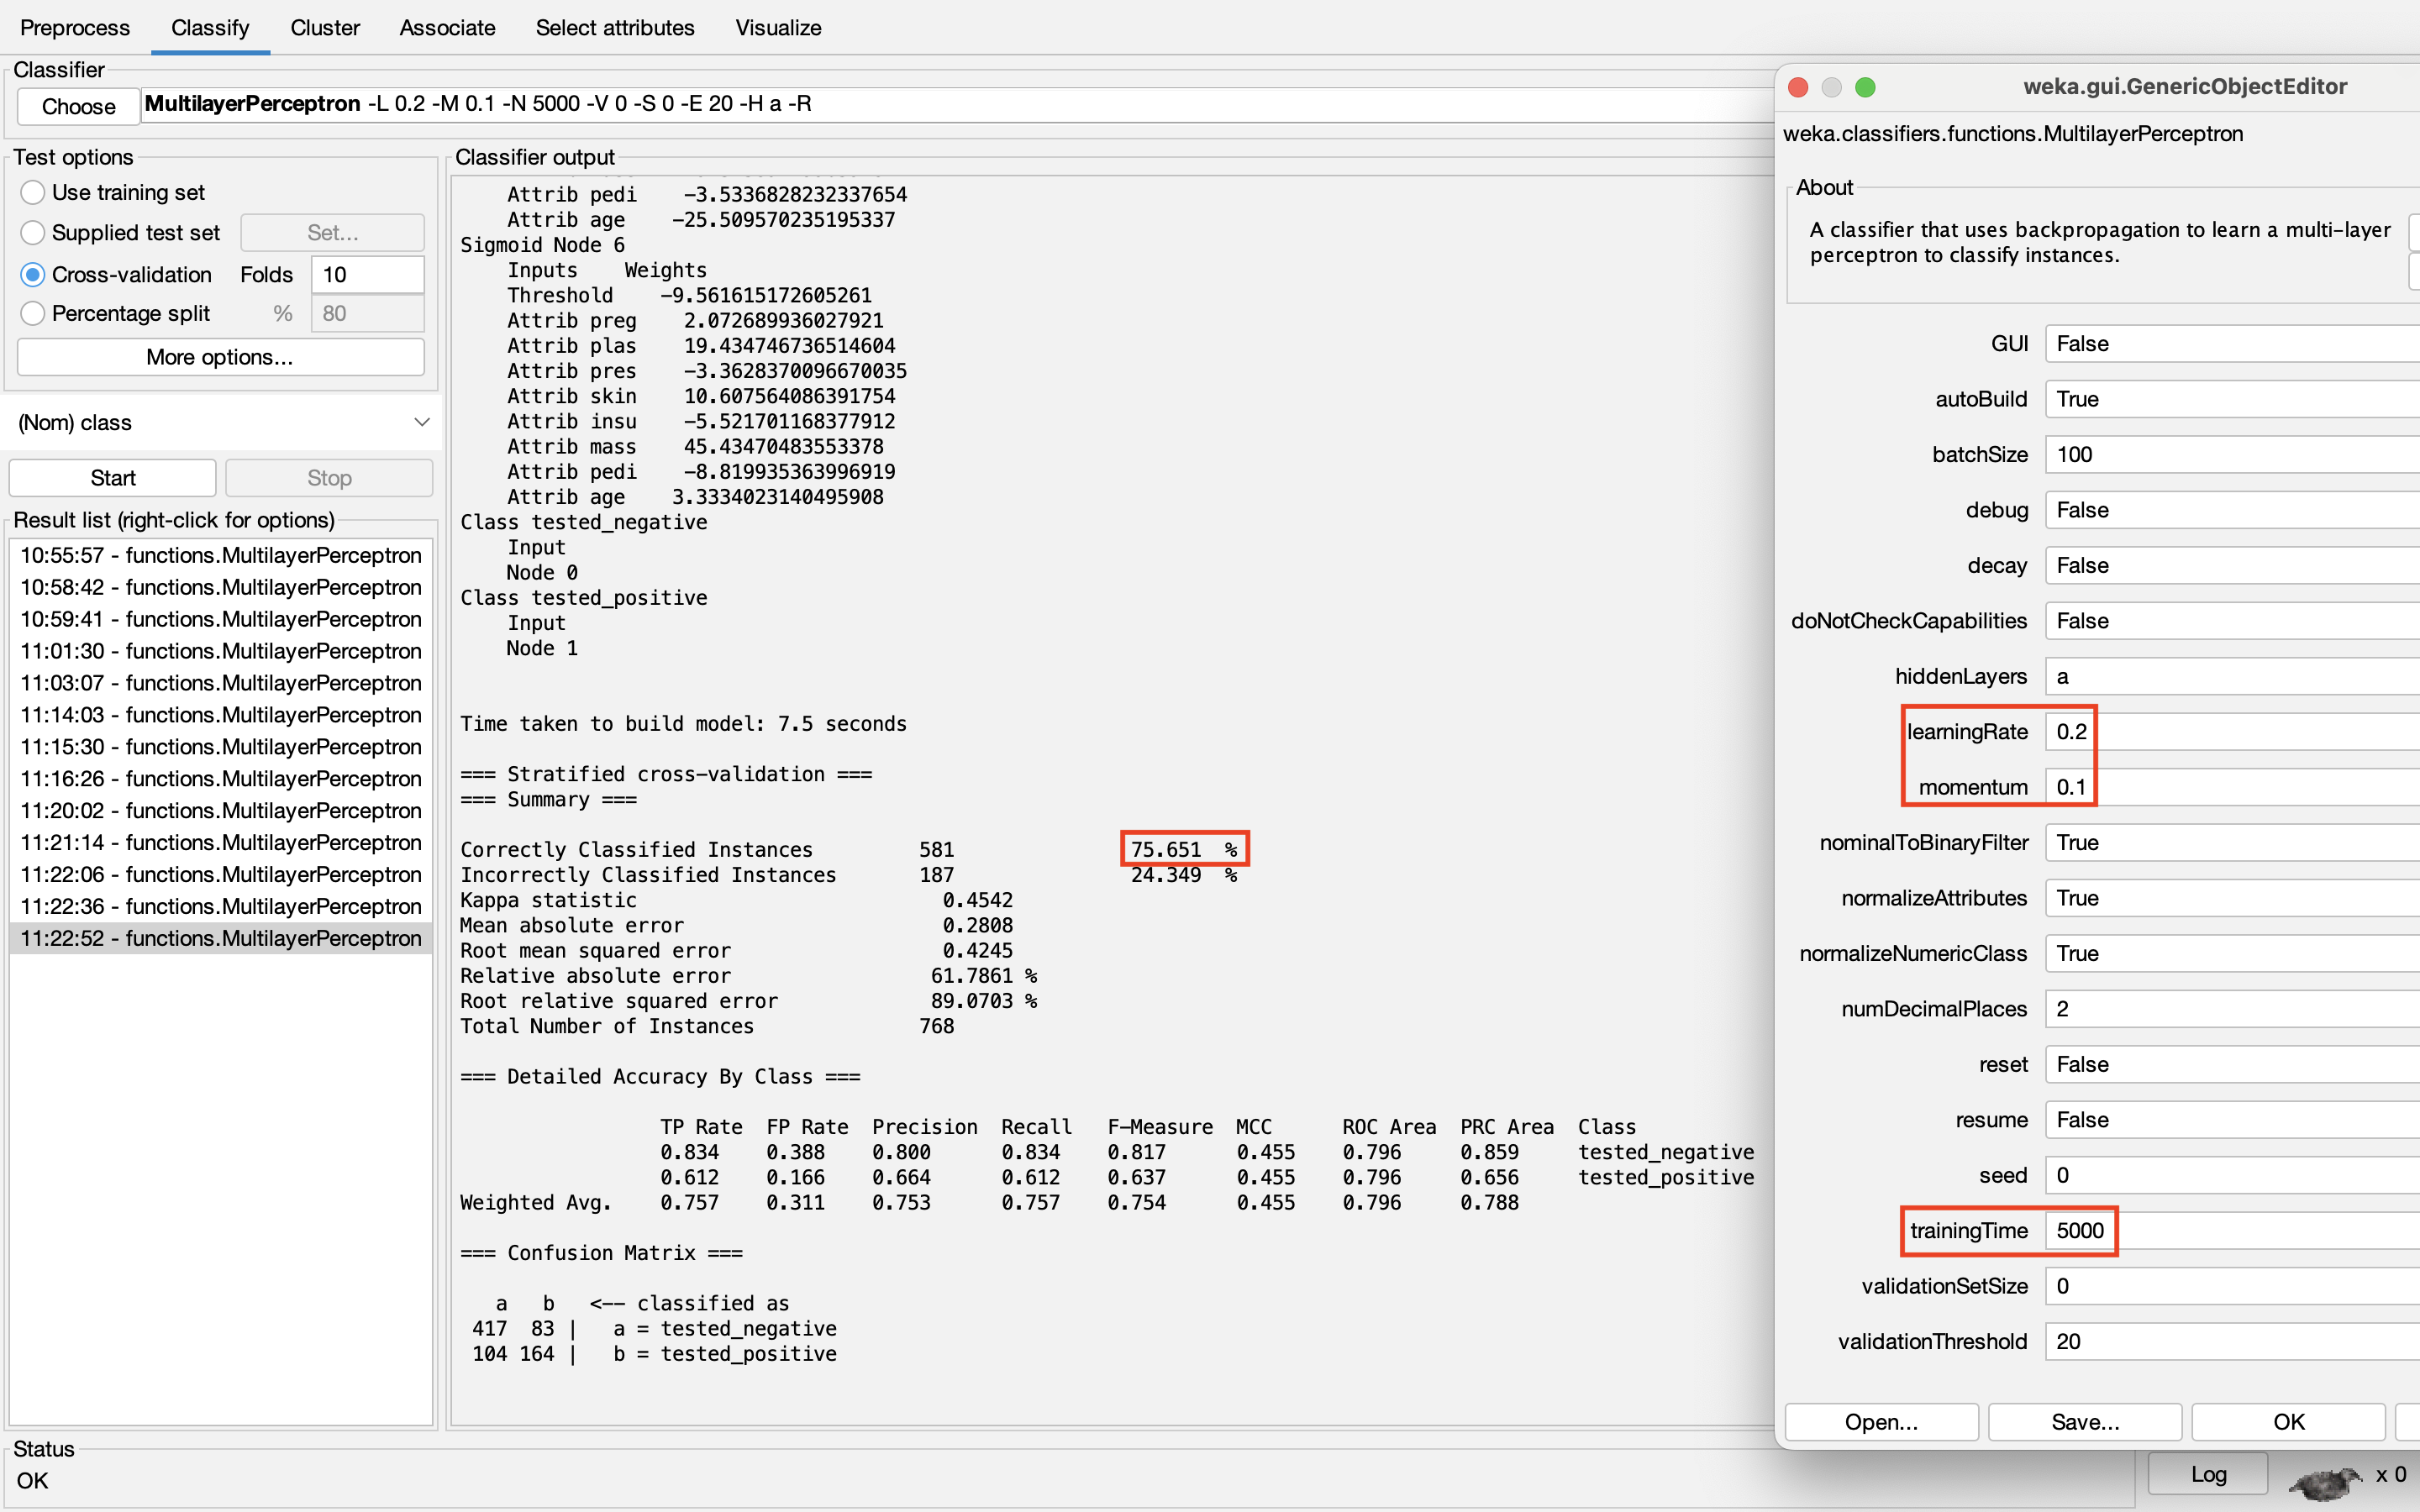 Preprocess Classify Cluster Associate Select attributes Visualize
Classifier
Choose MultilayerPerceptron -L 0.2 -M 0.1 -N 5000 -V 0 -S 0 -E 20 -H a -R
Test options
Use training set
Supplied test set Set...
Cross-validation Folds 10
Percentage split % 80
More options...
(Nom) class
Start Stop
Result list (right-click for options)
10:55:57 - functions.MultilayerPerceptron
10:58:42 - functions.MultilayerPerceptron
10:59:41 - functions.MultilayerPerceptron
11:01:30 - functions.MultilayerPerceptron
11:03:07 - functions.MultilayerPerceptron
11:14:03 - functions.MultilayerPerceptron
11:15:30 - functions.MultilayerPerceptron
11:16:26 - functions.MultilayerPerceptron
11:20:02 - functions.MultilayerPerceptron
11:21:14 - functions.MultilayerPerceptron
11:22:06 - functions.MultilayerPerceptron
11:22:36 - functions.MultilayerPerceptron
11:22:52 - functions.MultilayerPerceptron
Classifier output
Attrib pedi -3.5336828232337654
Attrib age -25.509570235195337
Sigmoid Node 6
Inputs Weights
Threshold -9.561615172605261
Attrib preg 2.072689936027921
Attrib plas 19.434746736514604
Attrib pres -3.3628370096670035
Attrib skin 10.607564086391754
Attrib insu -5.521701168377912
Attrib mass 45.43470483553378
Attrib pedi -8.819935363996919
Attrib age 3.3334023140495908
Class tested_negative
Input
Node 0
Class tested_positive
Input
Node 1
Time taken to build model: 7.5 seconds
=== Stratified cross-validation ===
=== Summary ===
Correctly Classified Instances 581 75.651 %
Incorrectly Classified Instances 187 24.349 %
Kappa statistic 0.4542
Mean absolute error 0.2808
Root mean squared error 0.4245
Relative absolute error 61.7861 %
Root relative squared error 89.0703 %
Total Number of Instances 768
=== Detailed Accuracy By Class ===
TP Rate FP Rate Precision Recall F-Measure MCC ROC Area PRC Area Class
0.834 0.388 0.800 0.834 0.817 0.455 0.796 0.859 tested_negative
0.612 0.166 0.664 0.612 0.637 0.455 0.796 0.656 tested_positive
Weighted Avg. 0.757 0.311 0.753 0.757 0.754 0.455 0.796 0.788
=== Confusion Matrix ===
a b <-- classified as
417 83 | a = tested_negative
104 164 | b = tested_positive
weka.gui.GenericObjectEditor
weka.classifiers.functions.MultilayerPerceptron
About
A classifier that uses backpropagation to learn a multi-layer
perceptron to classify instances.
GUI False
autoBuild True
batchSize 100
debug False
decay False
doNotCheckCapabilities False
hiddenLayers a
learningRate 0.2
momentum 0.1
nominalToBinaryFilter True
normalizeAttributes True
normalizeNumericClass True
numDecimalPlaces 2
reset False
resume False
seed 0
trainingTime 5000
validationSetSize 0
validationThreshold 20
Open... Save... OK
Status
OK
Log x 0